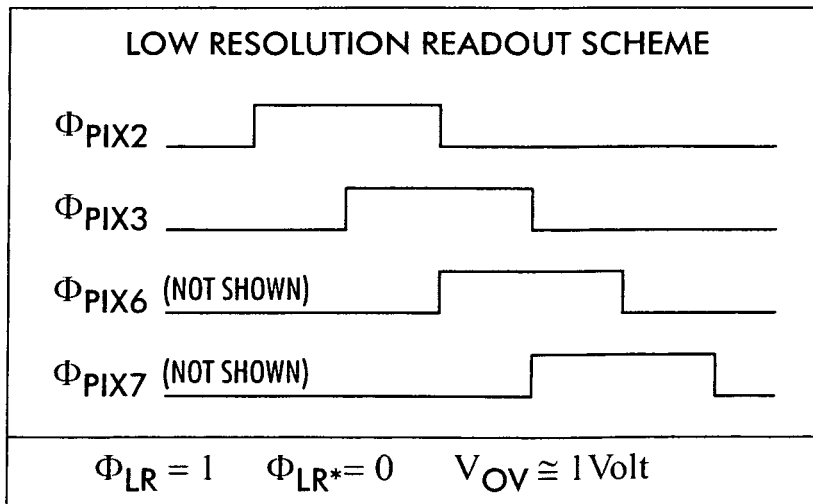 LOW RESOLUTION READOUT SCHEME
ΦPIX2
ΦPIX3
ΦPIX6 (NOT SHOWN)
ΦPIX7 (NOT SHOWN)
ΦLR = 1 ΦLR* = 0 VOV ≅ 1 Volt